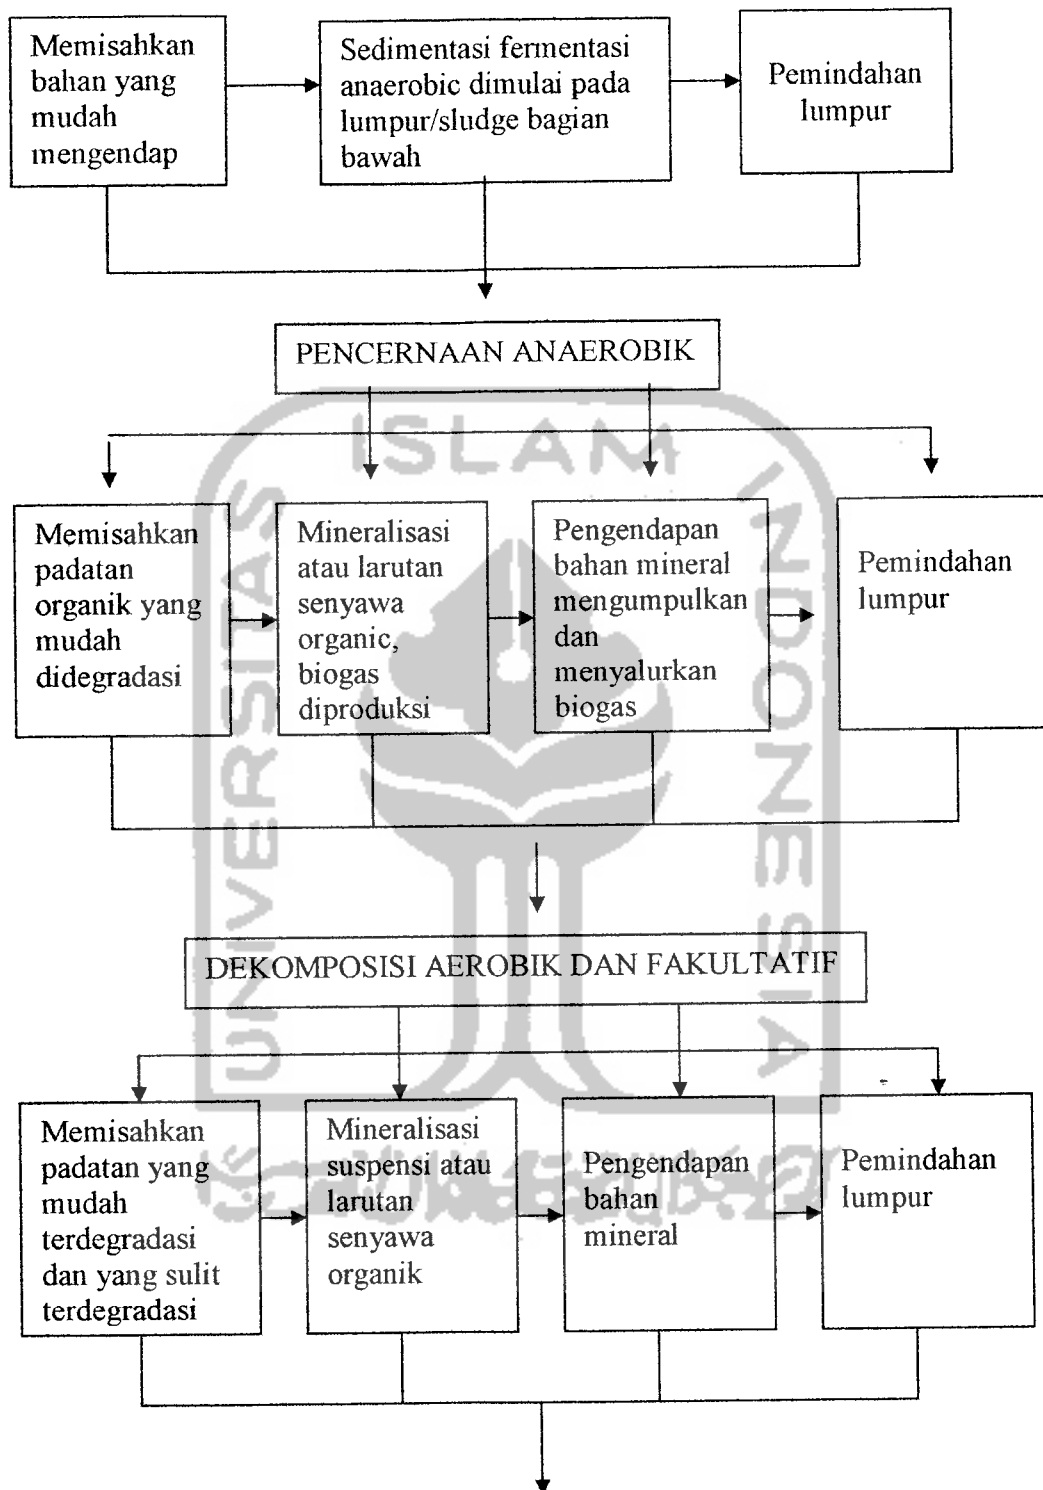 Memisahkan
bahan yang
mudah
mengendap
Sedimentasi fermentasi
anaerobic dimulai pada
lumpur/sludge bagian
bawah
Pemindahan
lumpur
PENCERNAAN ANAEROBIK
Memisahkan
padatan
organik yang
mudah
didegradasi
Mineralisasi
atau larutan
senyawa
organic,
biogas
diproduksi
Pengendapan
bahan mineral
mengumpulkan
dan
menyalurkan
biogas
Pemindahan
lumpur
DEKOMPOSISI AEROBIK DAN FAKULTATIF
Memisahkan
padatan yang
mudah
terdegradasi
dan yang sulit
terdegradasi
Mineralisasi
suspensi atau
larutan
senyawa
organik
Pengendapan
bahan
mineral
Pemindahan
lumpur
UNIVERSITAS
ISLAM
INDONESIA